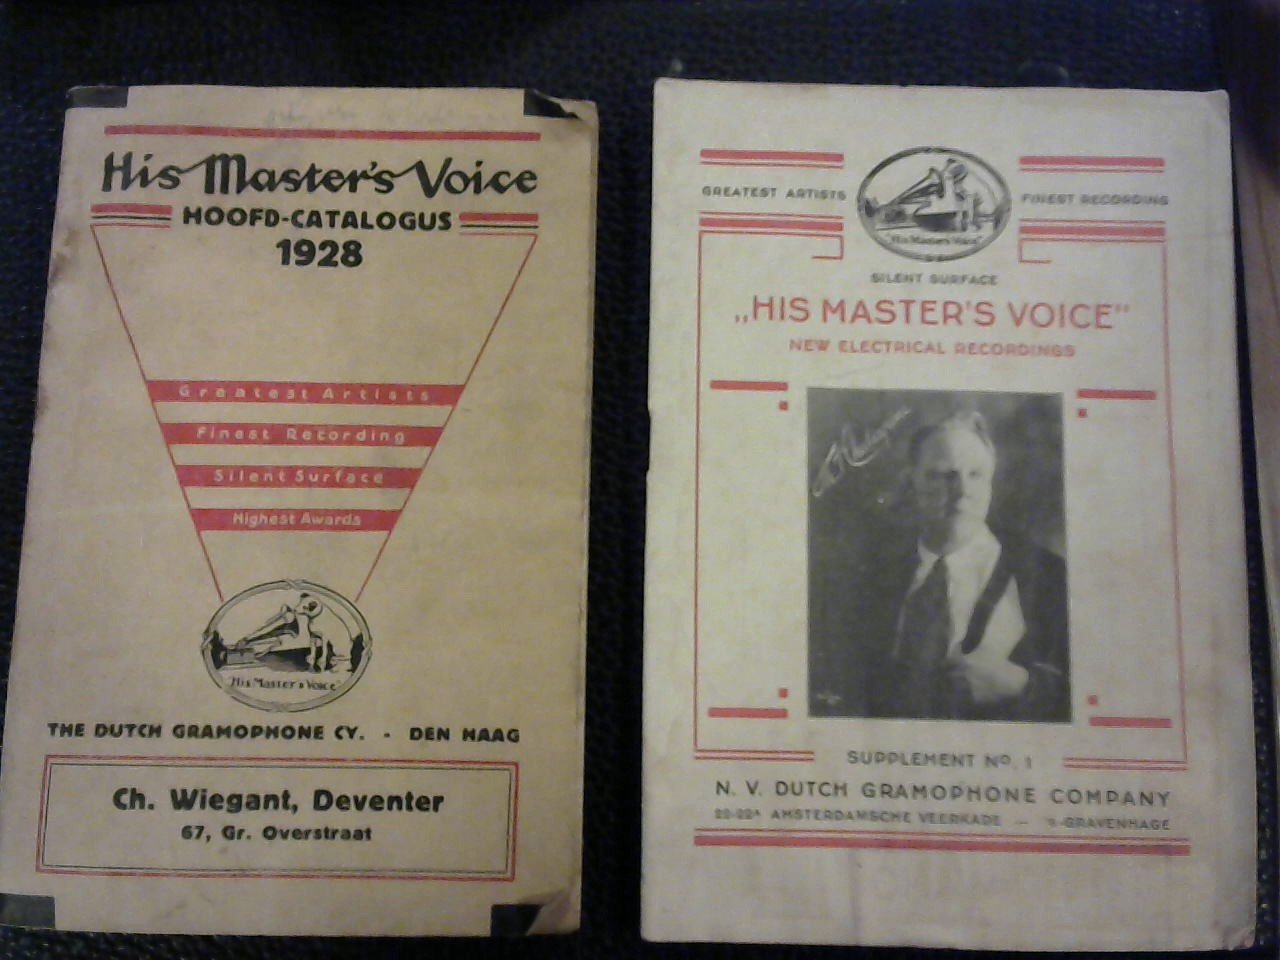 His Master's Voice
HOOFD-CATALOGUS
1928
Greatest Artists
Finest Recording
Silent Surface
Highest Awards
"His Master's Voice"
THE DUTCH GRAMOPHONE CY. - DEN HAAG
Ch. Wiegant, Deventer
67, Gr. Overstraat
GREATEST ARTISTS
FINEST RECORDING
"His Master's Voice"
SILENT SURFACE
„HIS MASTER'S VOICE"
NEW ELECTRICAL RECORDINGS
SUPPLEMENT NO. 1
N. V. DUTCH GRAMOPHONE COMPANY
22-22A AMSTERDAMSCHE VEERKADE — 's-GRAVENHAGE